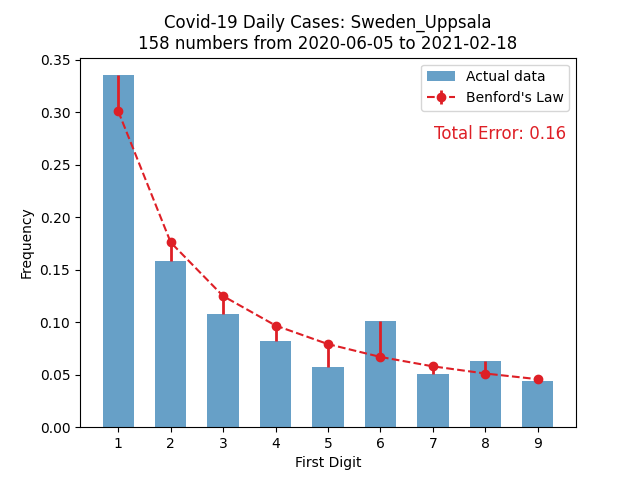 Covid-19 Daily Cases: Sweden_Uppsala
158 numbers from 2020-06-05 to 2021-02-18
Actual data
Benford's Law
Total Error: 0.16
Frequency
0.35
0.30
0.25
0.20
0.15
0.10
0.05
0.00
1 2 3 4 5 6 7 8 9
First Digit